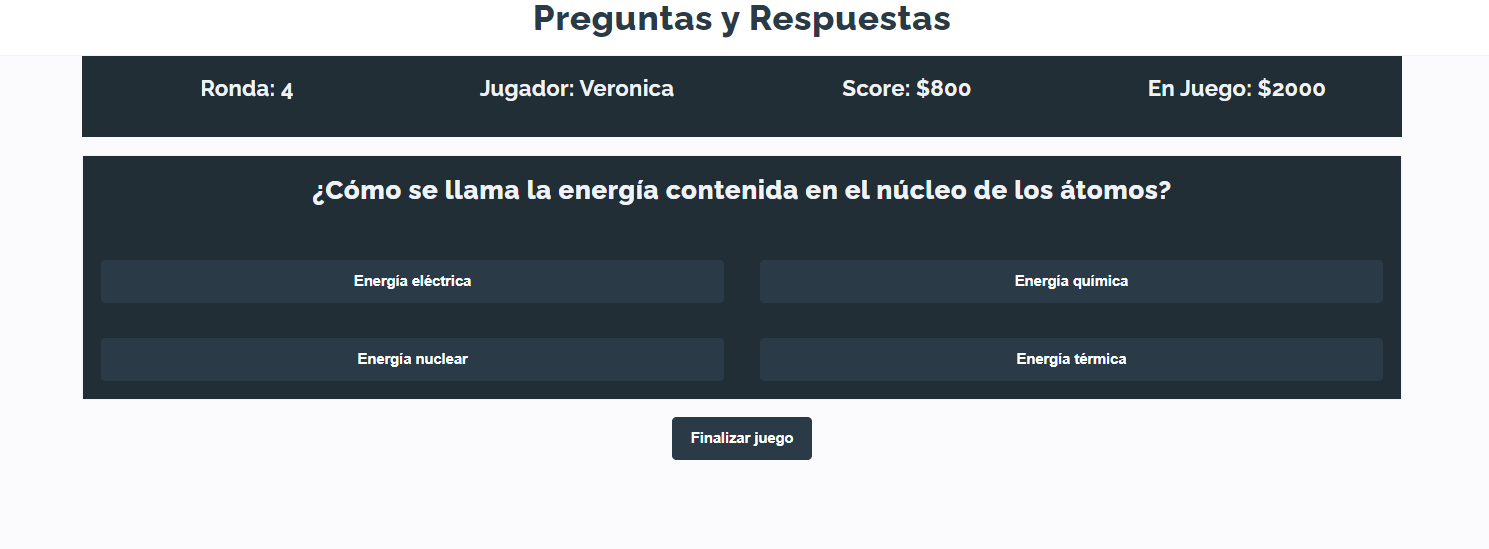 Preguntas y Respuestas
Ronda: 4
Jugador: Veronica
Score: $800
En Juego: $2000
¿Cómo se llama la energía contenida en el núcleo de los átomos?
Energía eléctrica
Energía química
Energía nuclear
Energía térmica
Finalizar juego